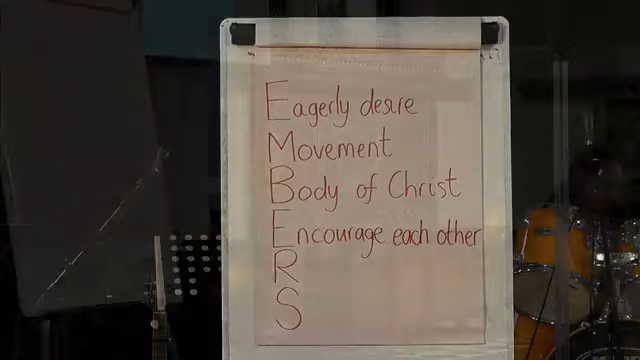 Eagerly desire
Movement
Body of Christ
Encourage each other
R
S